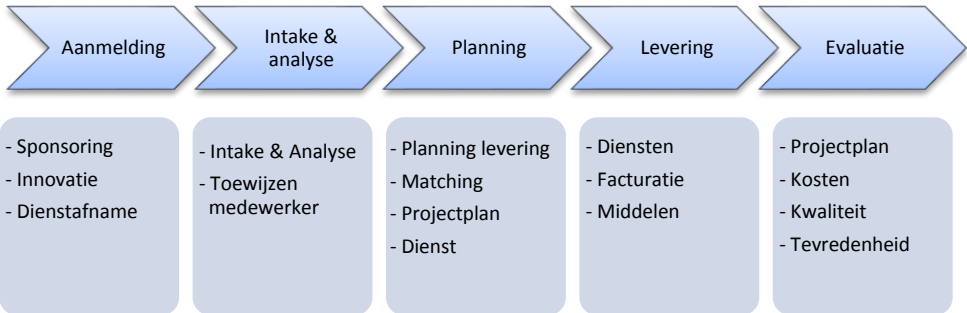 Aanmelding
Intake &
analyse
Planning
Levering
Evaluatie
- Sponsoring
- Innovatie
- Dienstafname
- Intake & Analyse
- Toewijzen
medewerker
- Planning levering
- Matching
- Projectplan
- Dienst
- Diensten
- Facturatie
- Middelen
- Projectplan
- Kosten
- Kwaliteit
- Tevredenheid